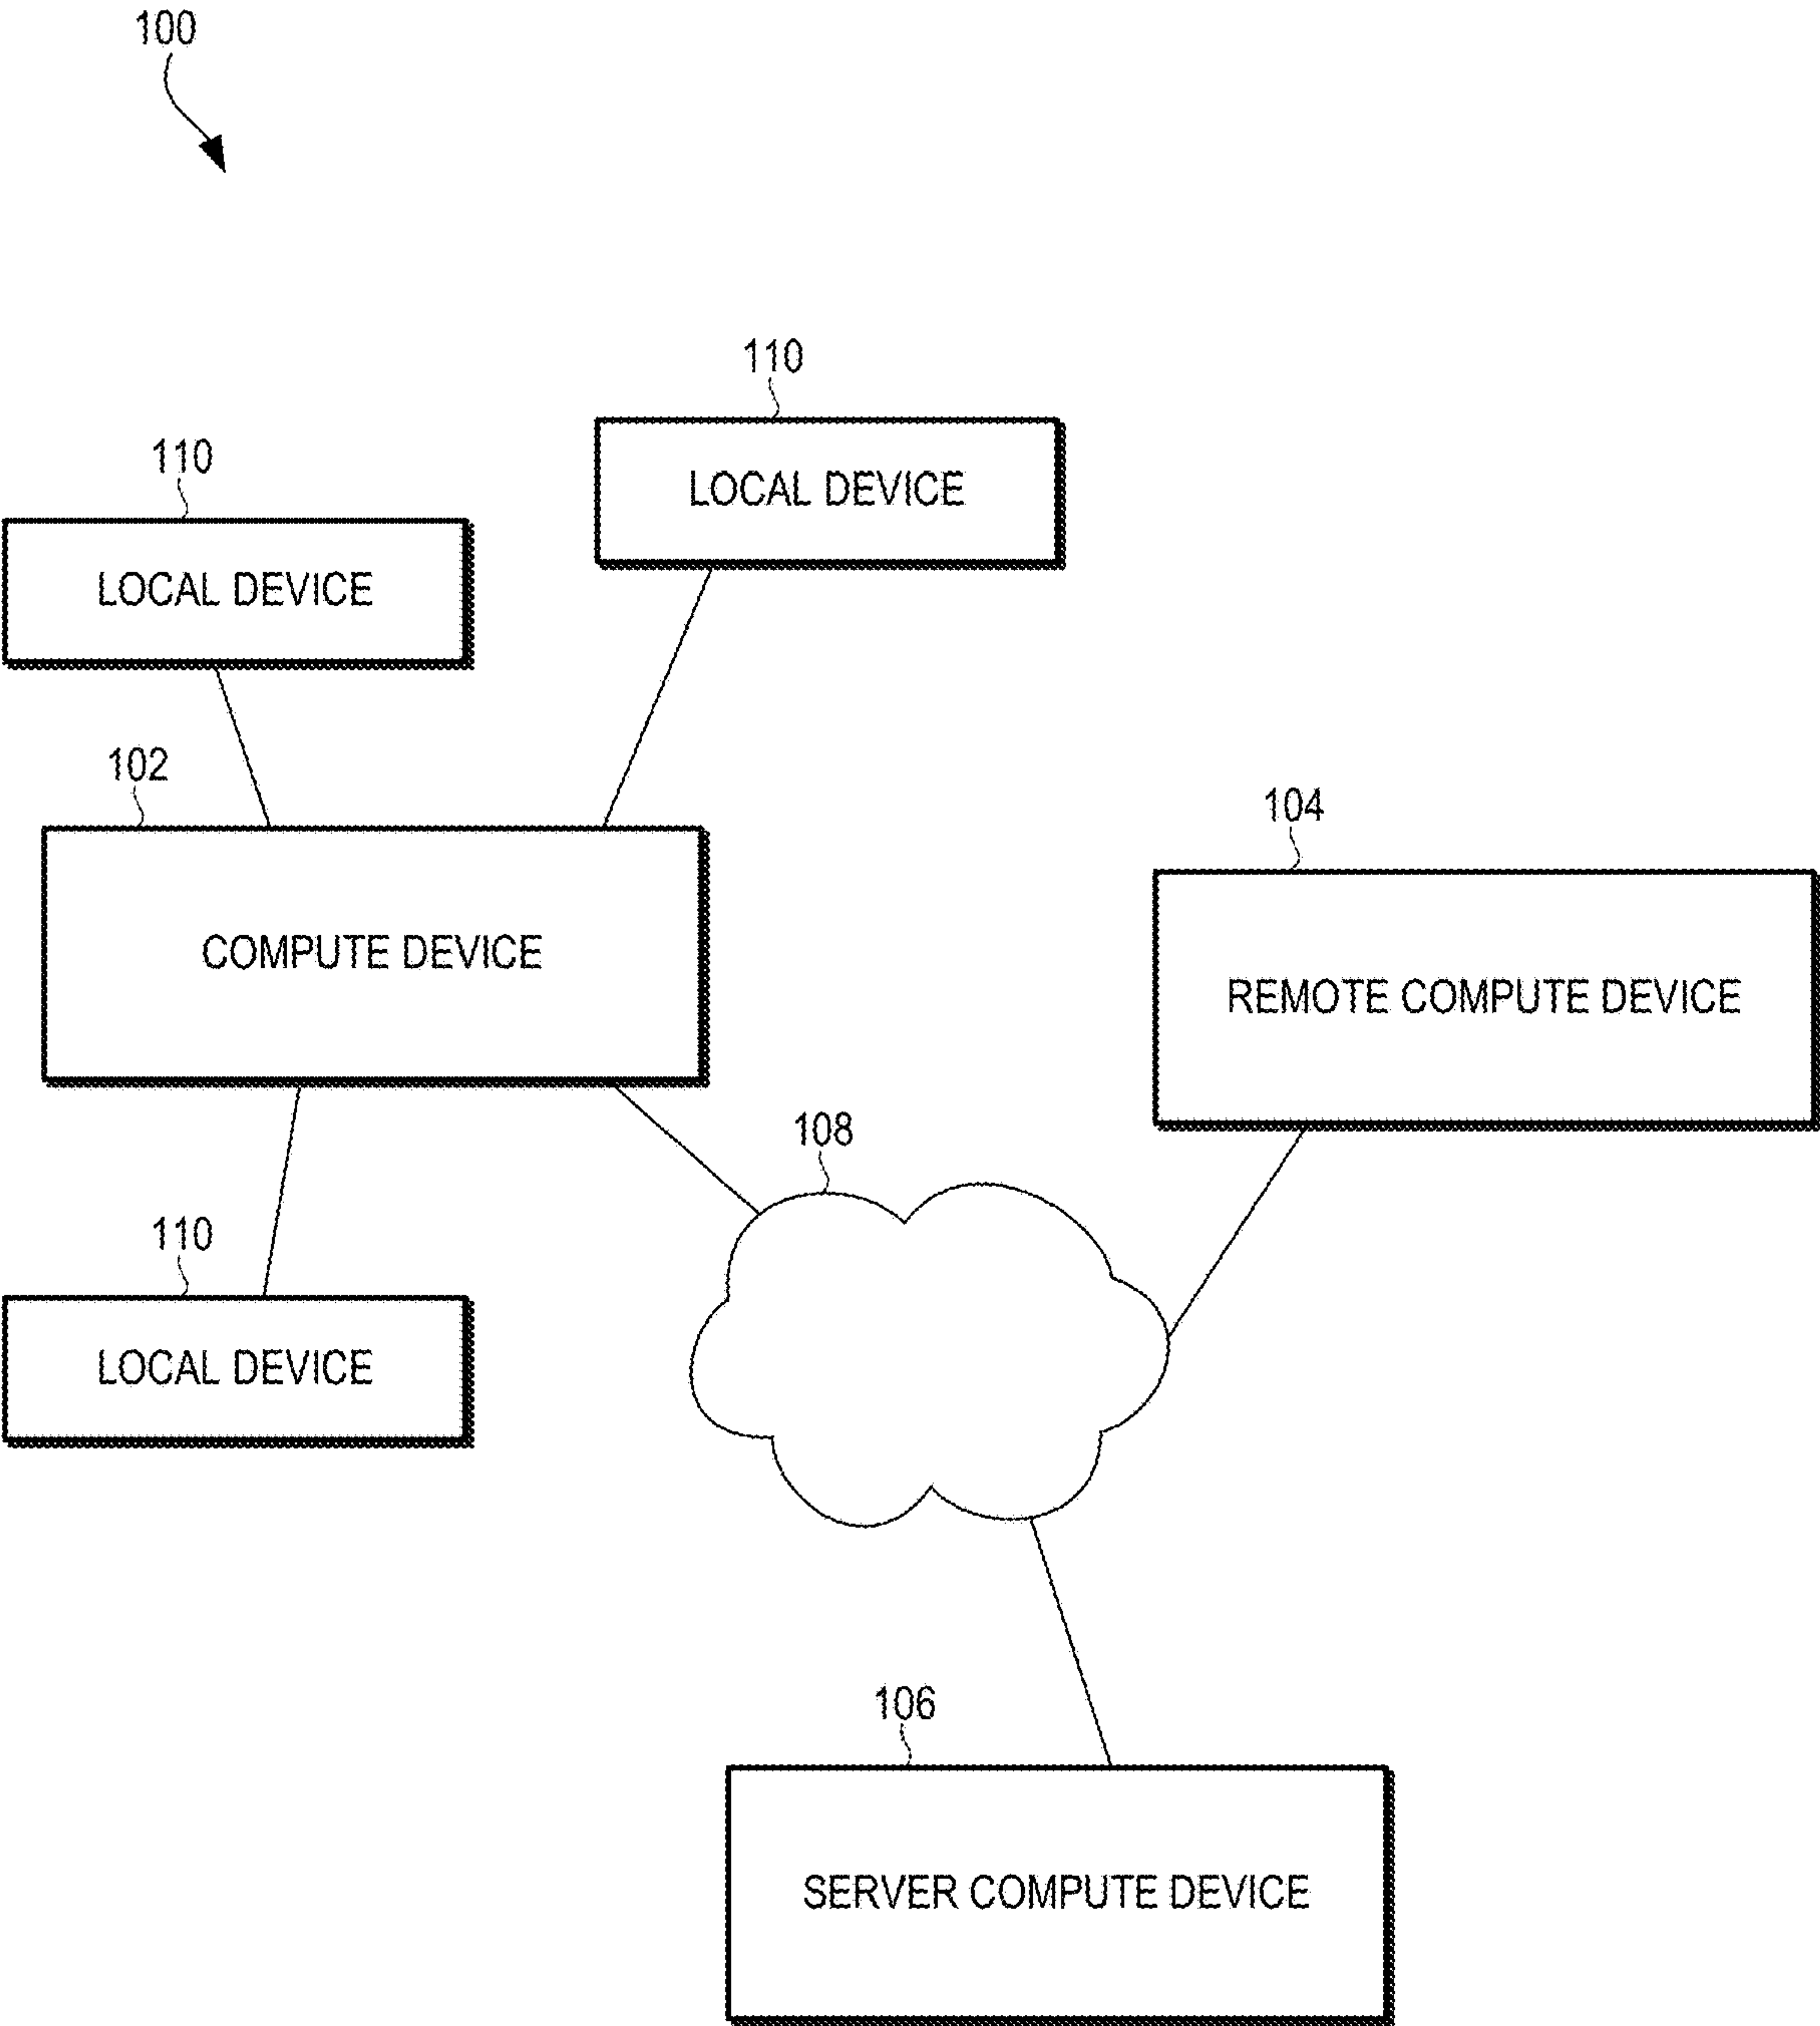 100
110
LOCAL DEVICE
110
LOCAL DEVICE
102
COMPUTE DEVICE
104
REMOTE COMPUTE DEVICE
108
110
LOCAL DEVICE
106
SERVER COMPUTE DEVICE